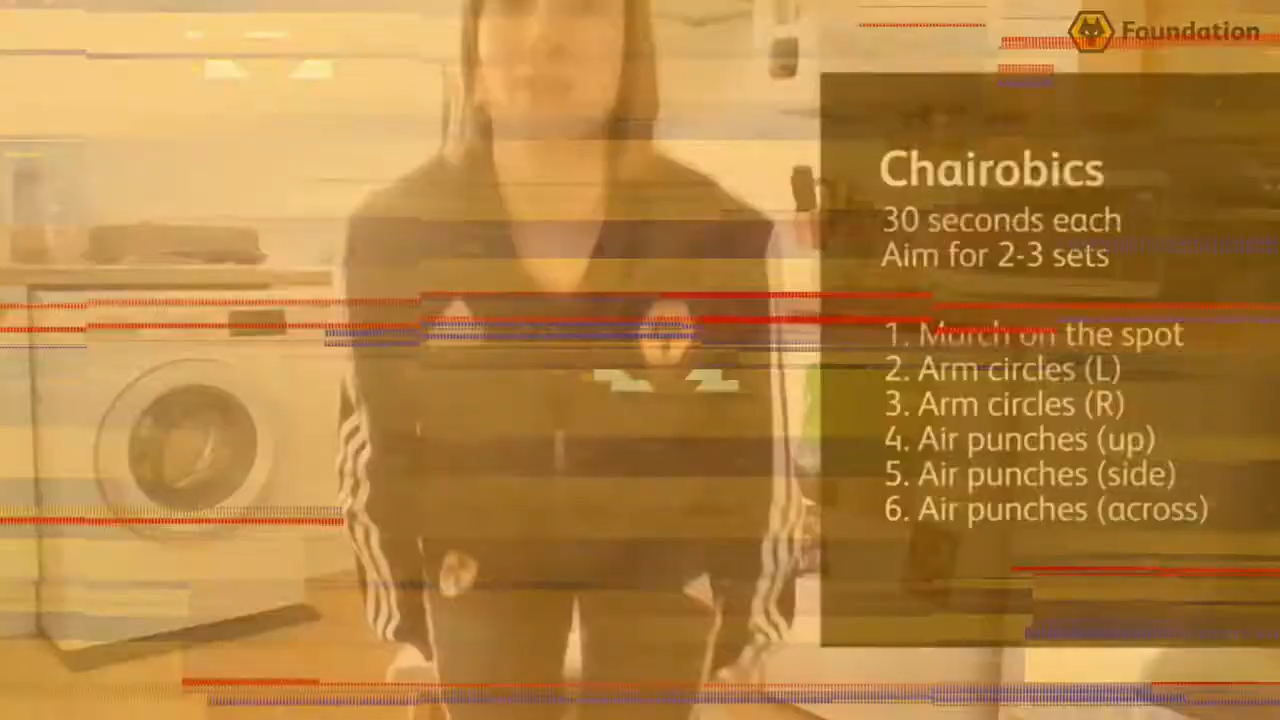 Foundation
Chairobics
30 seconds each
Aim for 2-3 sets
1. March on the spot
2. Arm circles (L)
3. Arm circles (R)
4. Air punches (up)
5. Air punches (side)
6. Air punches (across)